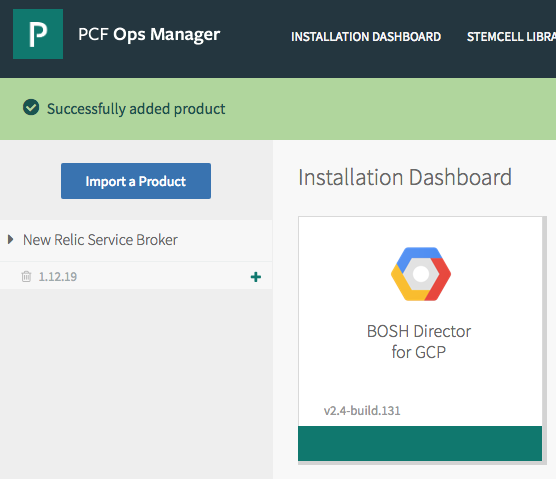 PCF Ops Manager
INSTALLATION DASHBOARD
STEMCELL LIBRA
Successfully added product
Import a Product
New Relic Service Broker
1.12.19
Installation Dashboard
BOSH Director
for GCP
v2.4-build.131